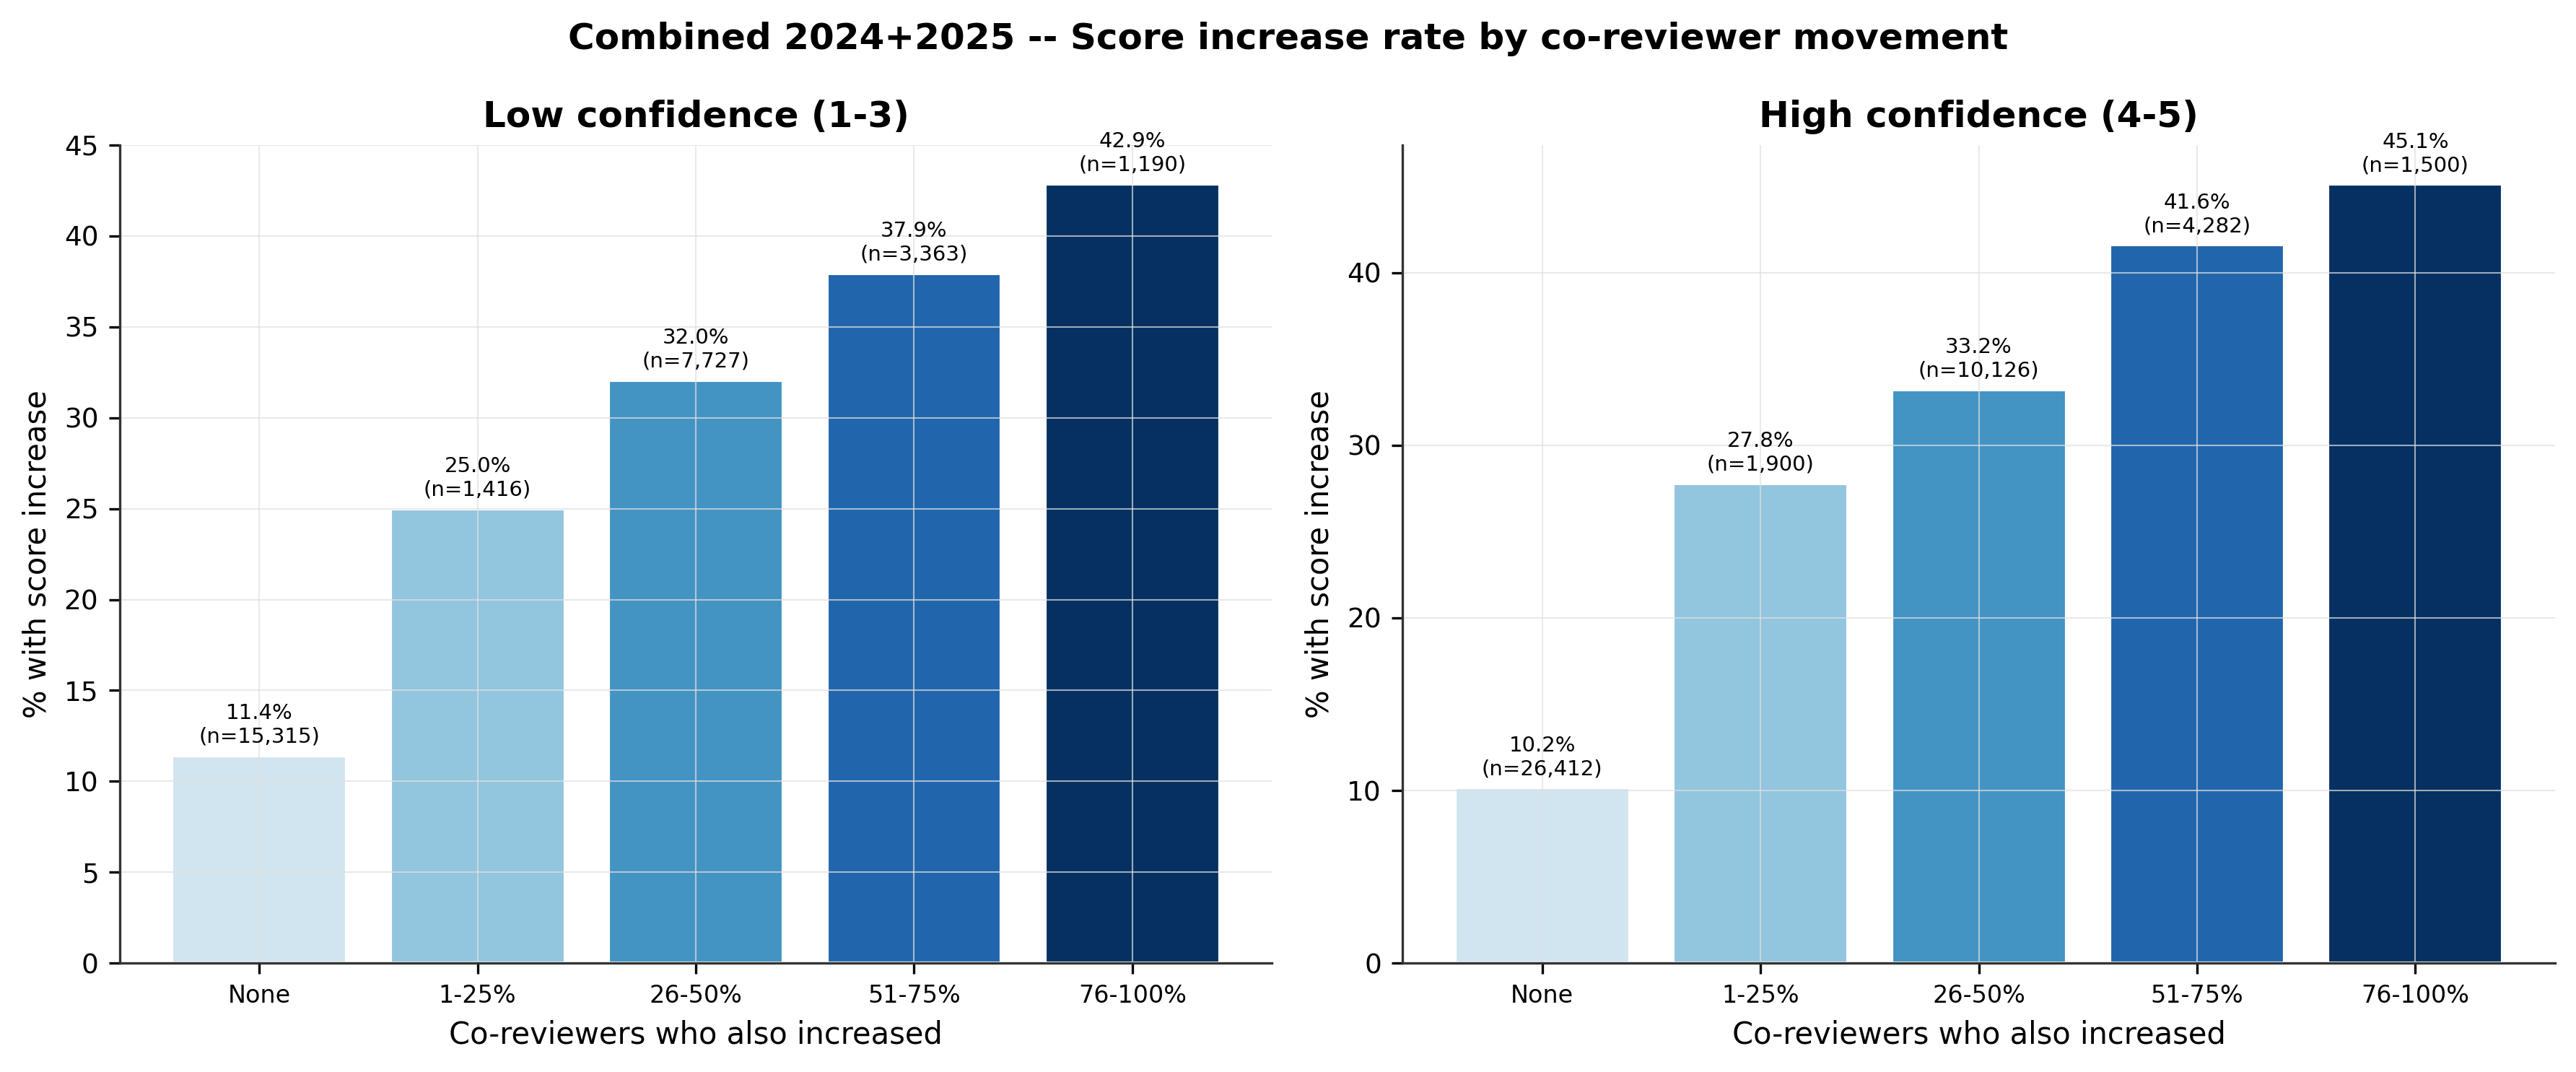 Combined 2024+2025 -- Score increase rate by co-reviewer movement
Low confidence (1-3)
% with score increase
45
40
35
30
25
20
15
10
5
0
11.4%
(n=15,315)
25.0%
(n=1,416)
32.0%
(n=7,727)
37.9%
(n=3,363)
42.9%
(n=1,190)
None
1-25%
26-50%
51-75%
76-100%
Co-reviewers who also increased
High confidence (4-5)
% with score increase
40
30
20
10
0
10.2%
(n=26,412)
27.8%
(n=1,900)
33.2%
(n=10,126)
41.6%
(n=4,282)
45.1%
(n=1,500)
None
1-25%
26-50%
51-75%
76-100%
Co-reviewers who also increased